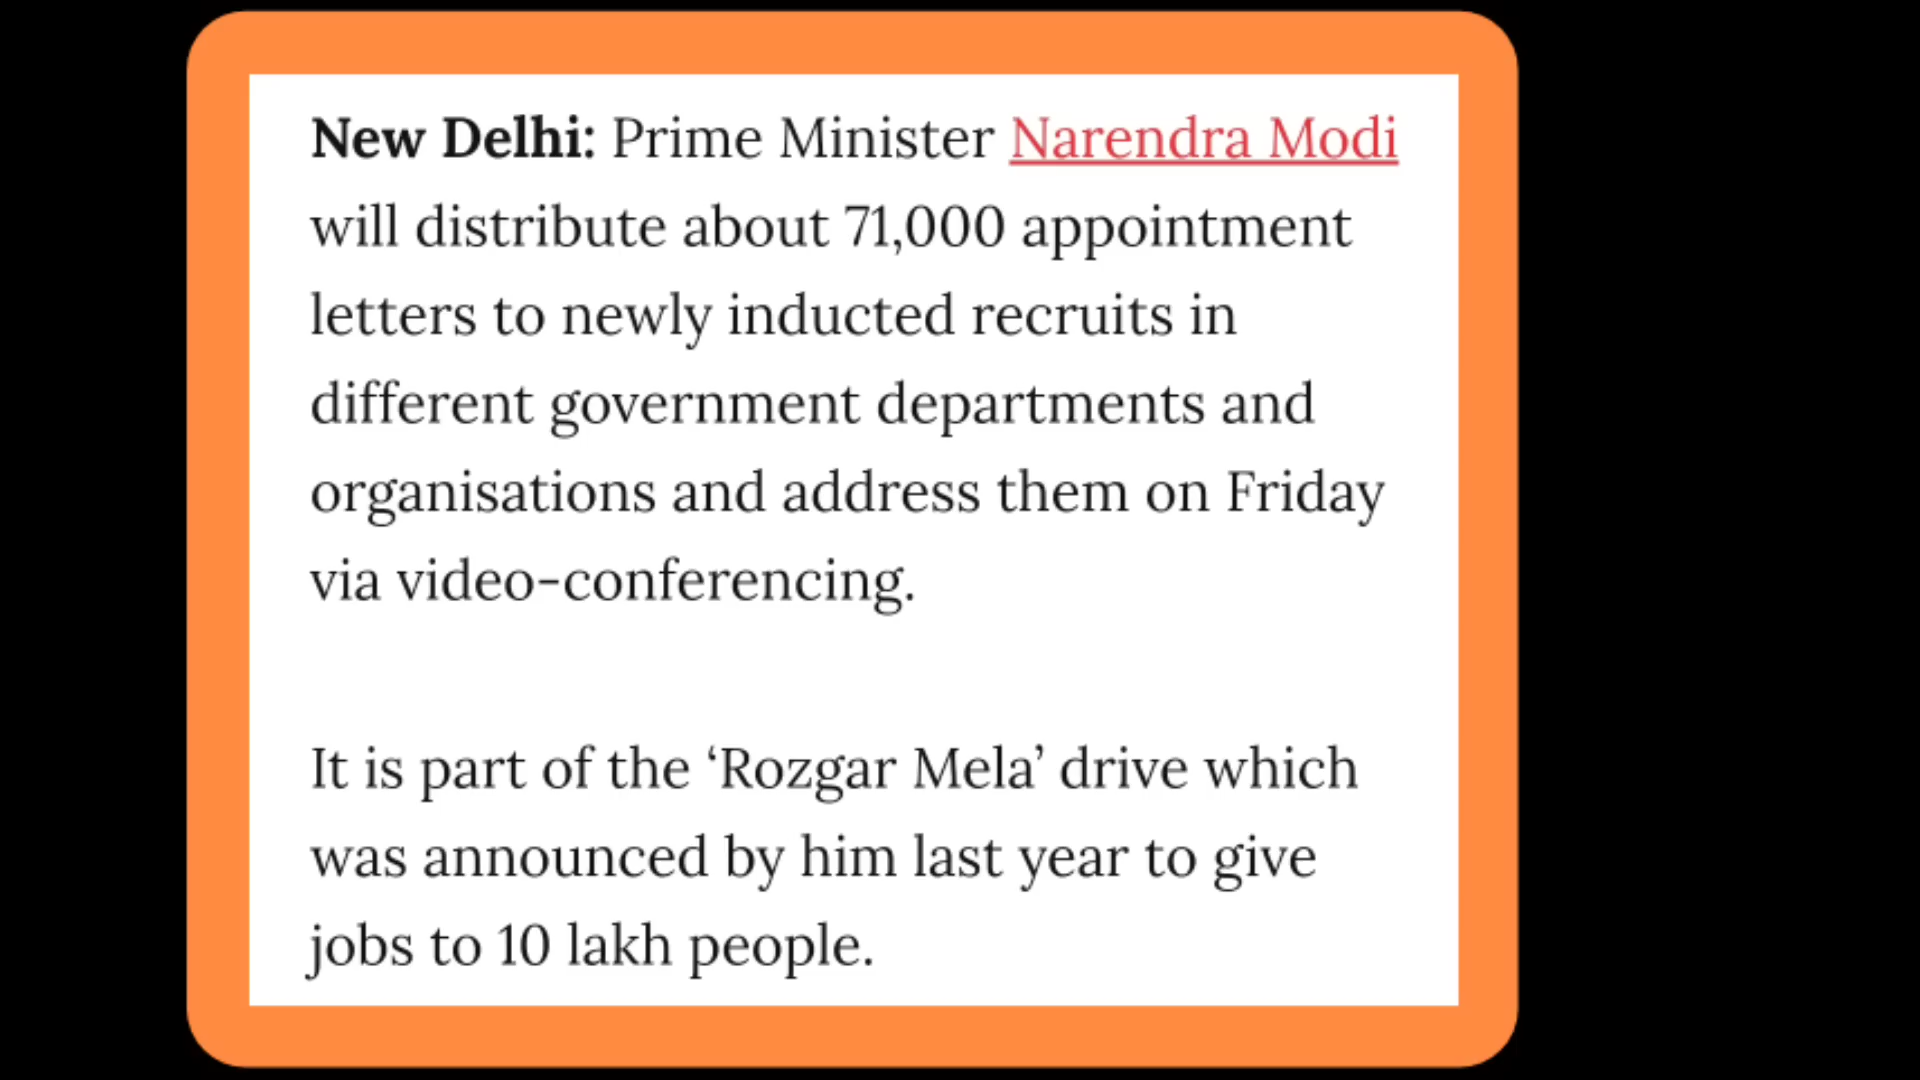 New Delhi: Prime Minister Narendra Modi
will distribute about 71,000 appointment
letters to newly inducted recruits in
different government departments and
organisations and address them on Friday
via video-conferencing.
It is part of the ‘Rozgar Mela’ drive which
was announced by him last year to give
jobs to 10 lakh people.